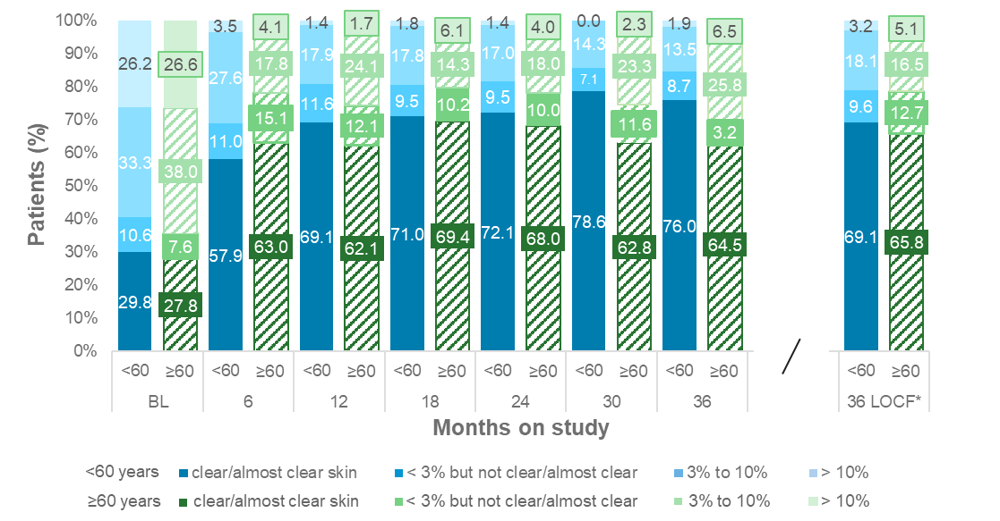 100%
90%
80%
70%
60%
50%
40%
30%
20%
10%
0%
Patients (%)
26.2 26.6 3.5 4.1 1.4 1.7 1.8 6.1 1.4 4.0 0.0 2.3 1.9 6.5 3.2 5.1
33.3 38.0 27.6 17.8 17.9 24.1 17.8 14.3 17.0 18.0 14.3 23.3 13.5 25.8 18.1 16.5
10.6 7.6 11.0 15.1 11.6 12.1 9.5 10.2 9.5 10.0 7.1 11.6 8.7 3.2 9.6 12.7
29.8 27.8 57.9 63.0 69.1 62.1 71.0 69.4 72.1 68.0 78.6 62.8 76.0 64.5 69.1 65.8
<60 ≥60 <60 ≥60 <60 ≥60 <60 ≥60 <60 ≥60 <60 ≥60 <60 ≥60 <60 ≥60
BL 6 12 18 24 30 36 36 LOCF*
Months on study
<60 years clear/almost clear skin < 3% but not clear/almost clear 3% to 10% > 10%
≥60 years clear/almost clear skin < 3% but not clear/almost clear 3% to 10% > 10%